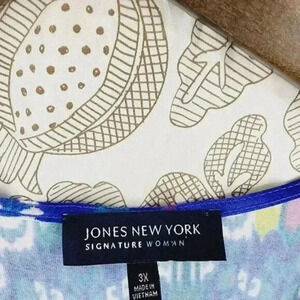 JONES NEW YORK
SIGNATURE WOMAN
3X
MADE IN
VIETNAM